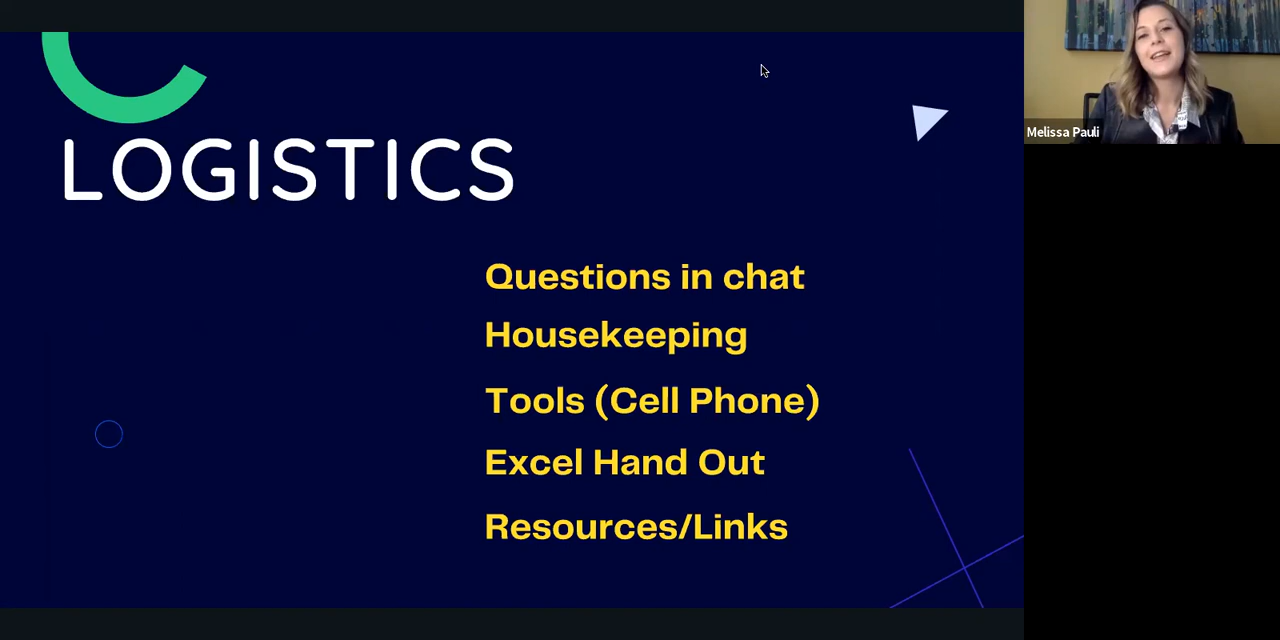 LOGISTICS
Questions in chat
Housekeeping
Tools (Cell Phone)
Excel Hand Out
Resources/Links
Melissa Pauli